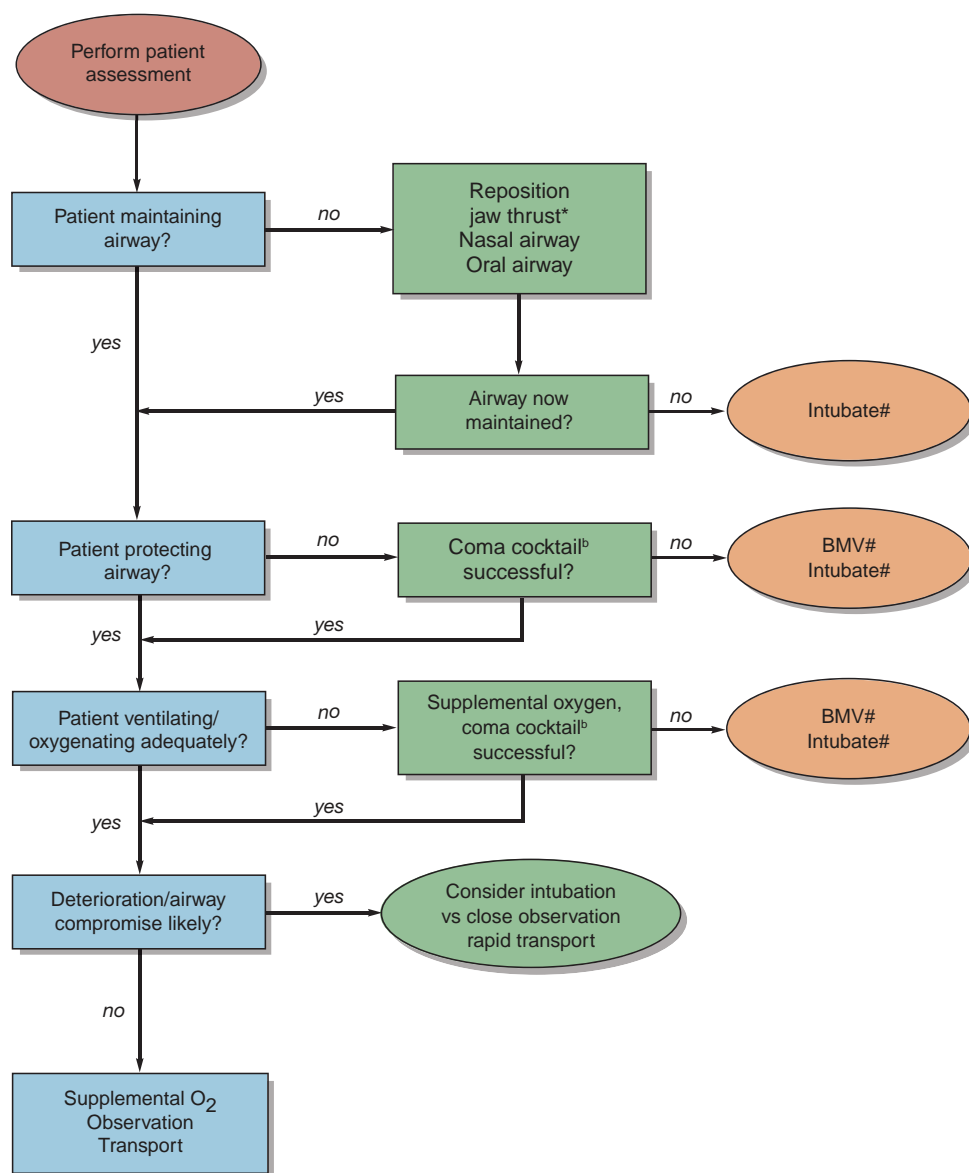 Perform patient
assessment
Patient maintaining
airway?
no
Reposition
jaw thrust*
Nasal airway
Oral airway
yes
yes
Airway now
maintained?
no
Intubate#
Patient protecting
airway?
no
Coma cocktailᵇ
successful?
no
BMV#
Intubate#
yes
yes
Patient ventilating/
oxygenating adequately?
no
Supplemental oxygen,
coma cocktailᵇ
successful?
no
BMV#
Intubate#
yes
yes
Deterioration/airway
compromise likely?
yes
Consider intubation
vs close observation
rapid transport
no
Supplemental O₂
Observation
Transport